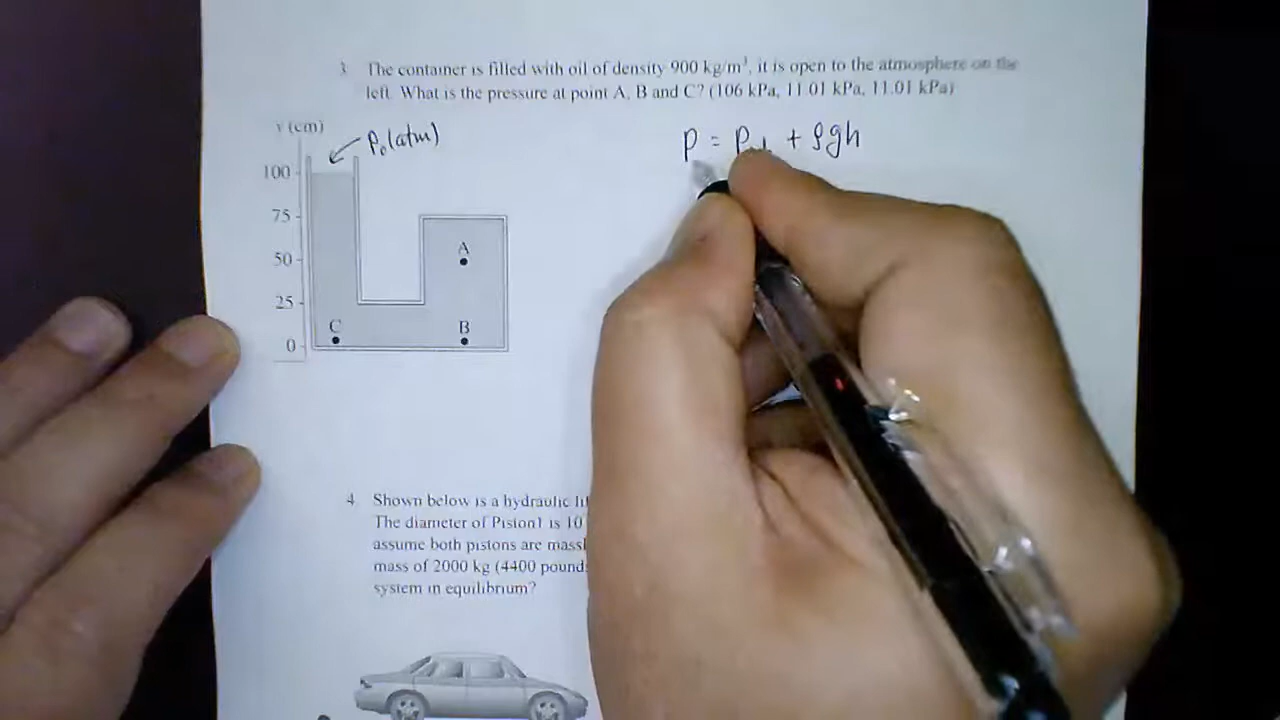 3 The container is filled with oil of density 900 kg/m³, it is open to the atmosphere on the
left. What is the pressure at point A, B and C? (106 kPa, 11.01 kPa, 11.01 kPa)
y (cm)
P₀(atm)
P = P + ρgh
100
75
50
25
0
A
C
B
4 Shown below is a hydraulic
The diameter of Piston1 is 10
assume both pistons are
mass of 2000 kg (4400
system in equilibrium?